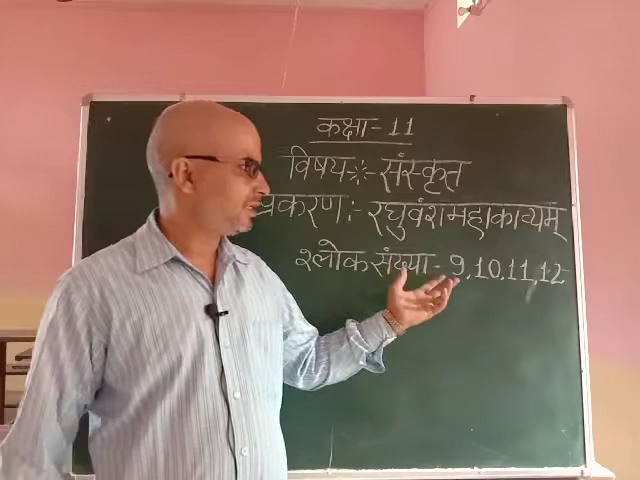 कक्षा - 11
विषयः- संस्कृत
प्रकरण :- रघुवंशमहाकाव्यम्
श्लोक संख्या - 9,10,11,12